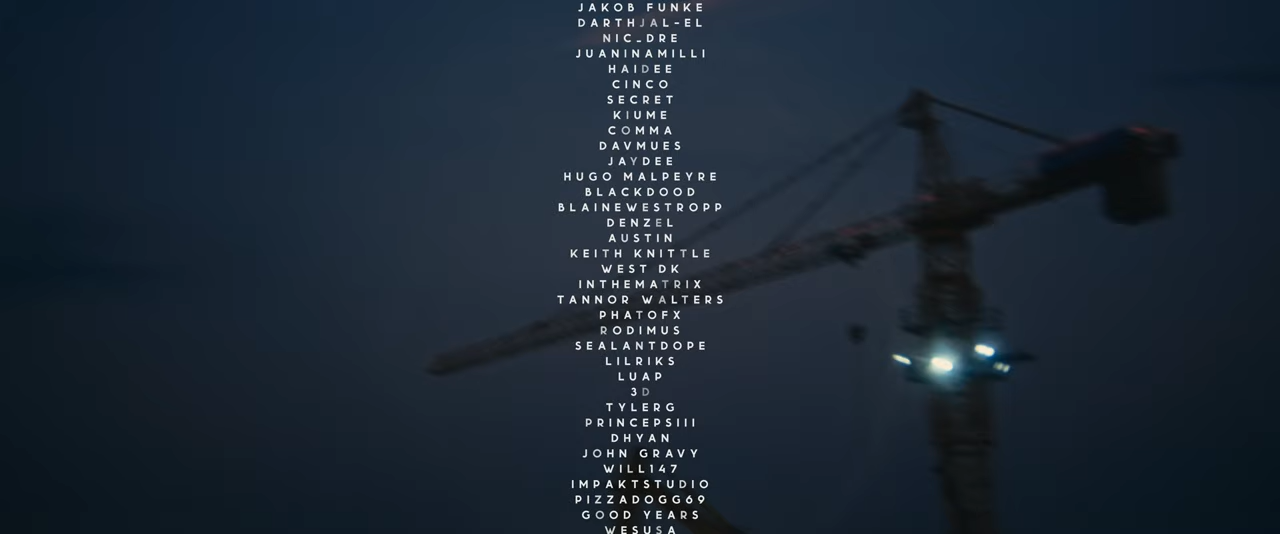 JAKOB FUNKE
DARTHJAL-EL
NIC_DRE
JUANINAMILLI
HAIDEE
CINCO
SECRET
KIUME
COMMA
DAVMUES
JAYDEE
HUGO MALPEYRE
BLACKDOOD
BLAINEWESTROPP
DENZEL
AUSTIN
KEITH KNITTLE
WEST DK
INTHEMATRIX
TANNOR WALTERS
PHATOFX
RODIMUS
SEALANTDOPE
LILRIKS
LUAP
3D
TYLERG
PRINCEPSIII
DHYAN
JOHN GRAVY
WILL147
IMPAKTSTUDIO
PIZZADOGG69
GOOD YEARS
WESUSA